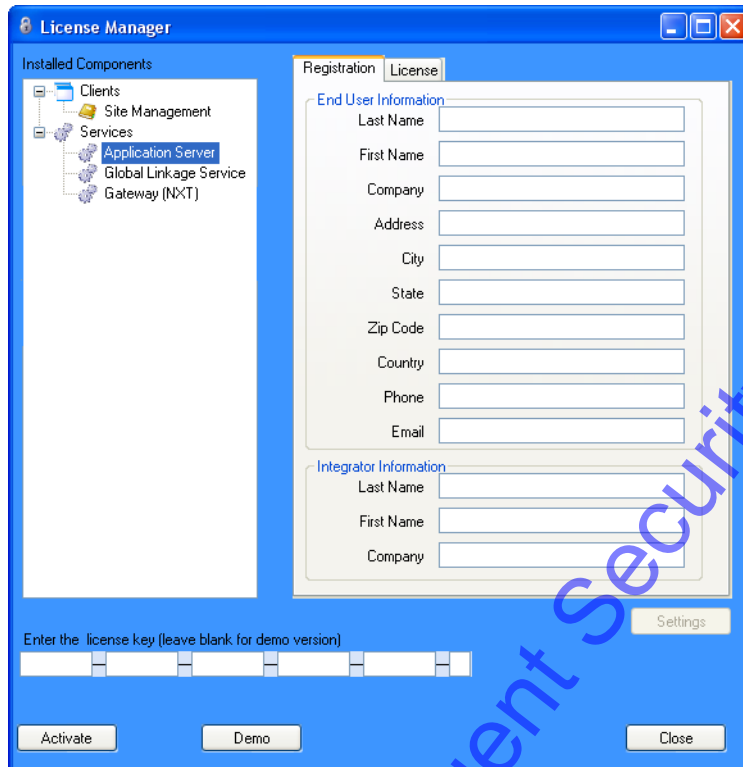 License Manager
Installed Components
Clients
Site Management
Services
Application Server
Global Linkage Service
Gateway (NXT)
Registration License
End User Information
Last Name
First Name
Company
Address
City
State
Zip Code
Country
Phone
Email
Integrator Information
Last Name
First Name
Company
Settings
Enter the license key (leave blank for demo version)
Activate Demo Close